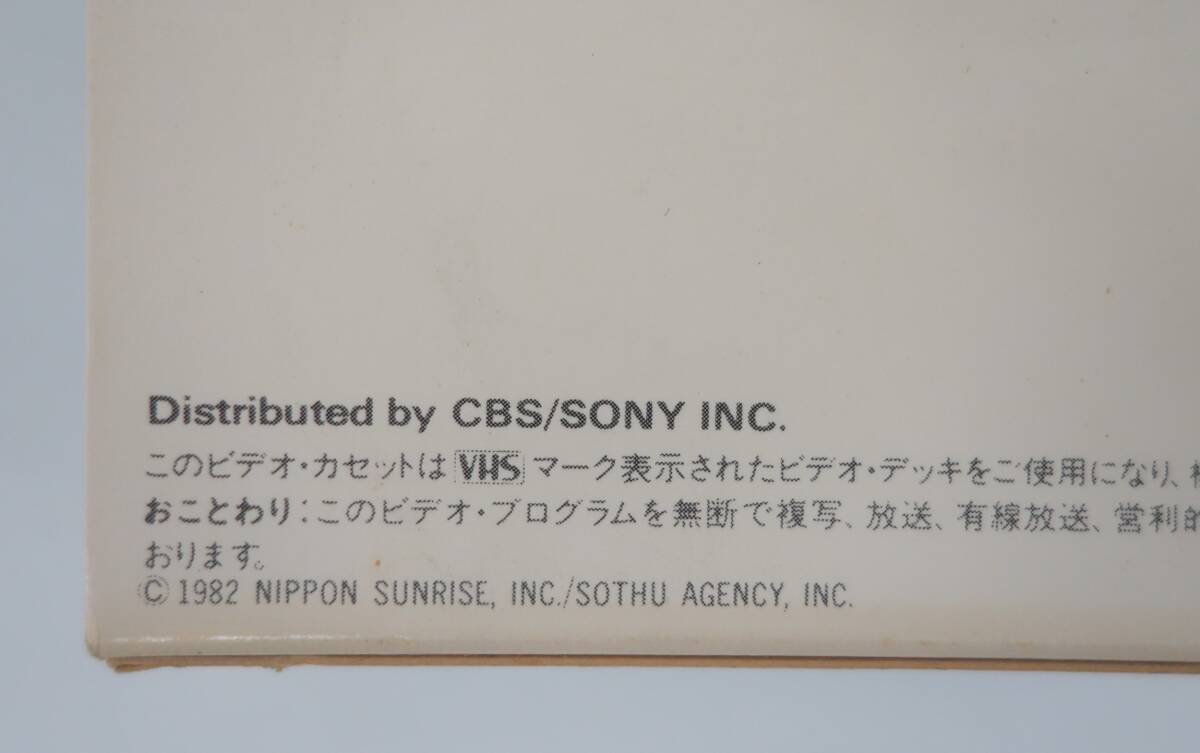 Distributed by CBS/SONY INC.
このビデオ・カセットは VHS マーク表示されたビデオ・デッキをご使用になり、
おことわり:このビデオ・プログラムを無断で複写、放送、有線放送、営利的
おります。
© 1982 NIPPON SUNRISE, INC./SOTHU AGENCY, INC.